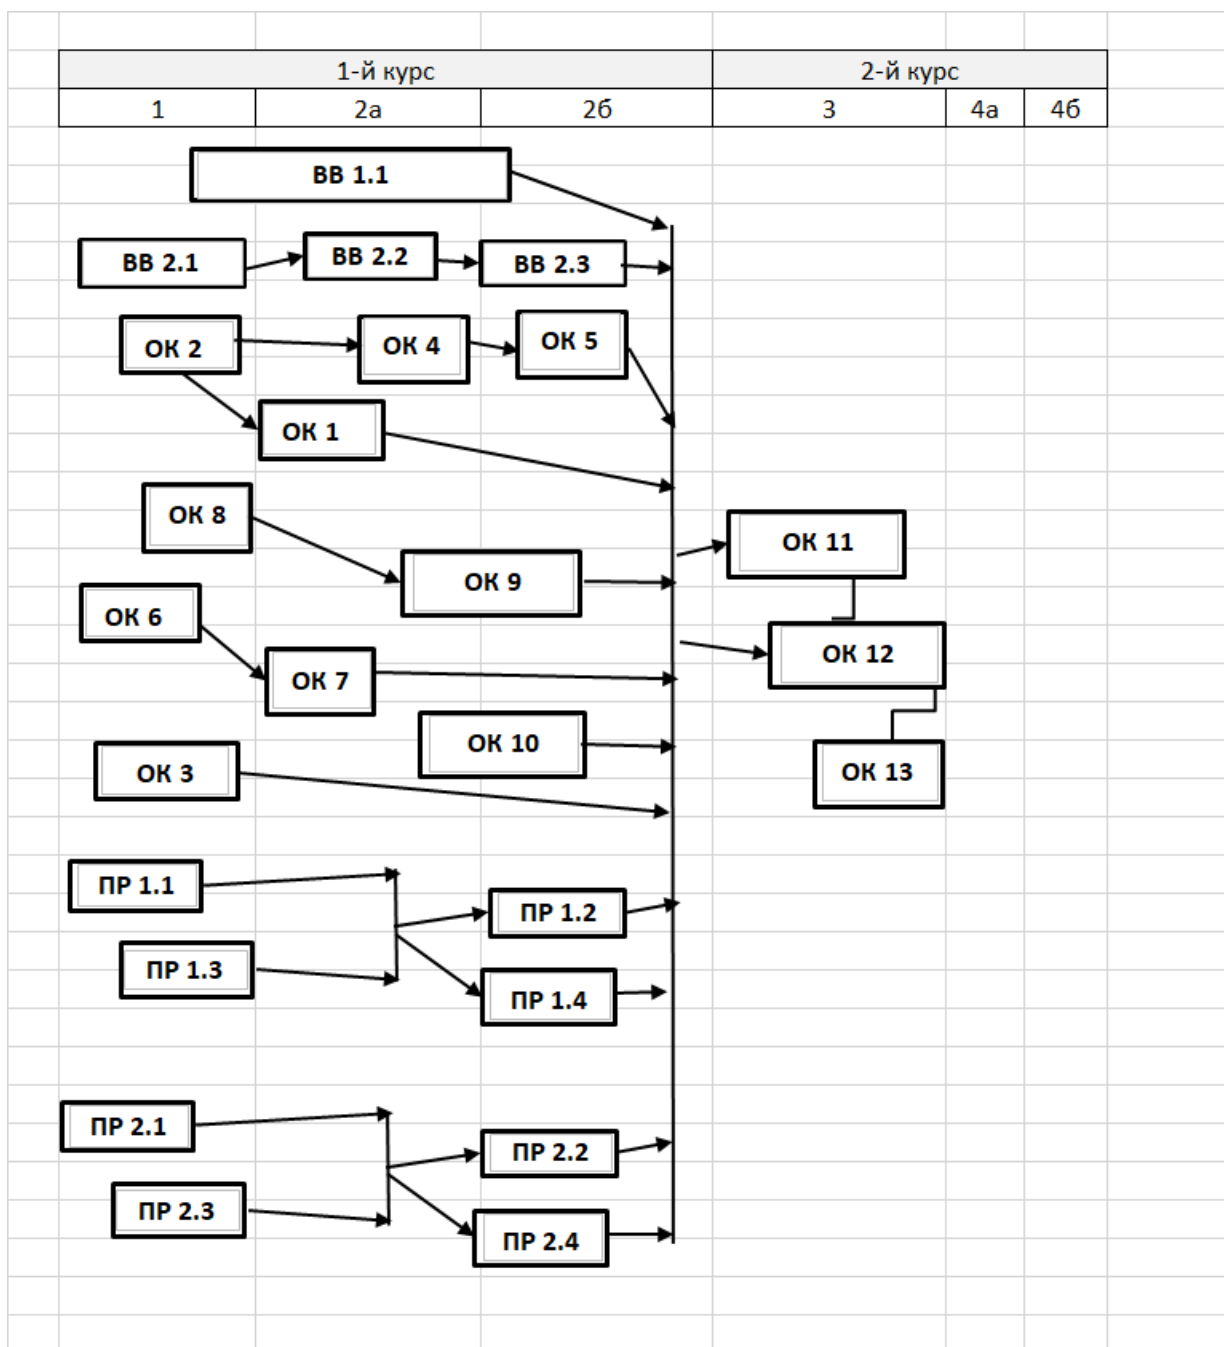 1-й курс 2-й курс
1 2а 2б 3 4а 4б
ВВ 1.1
ВВ 2.1 ВВ 2.2 ВВ 2.3
ОК 2 ОК 4 ОК 5
ОК 1
ОК 8
ОК 11
ОК 9
ОК 6
ОК 12
ОК 7
ОК 10
ОК 3 ОК 13
ПР 1.1
ПР 1.2
ПР 1.3
ПР 1.4
ПР 2.1
ПР 2.2
ПР 2.3
ПР 2.4